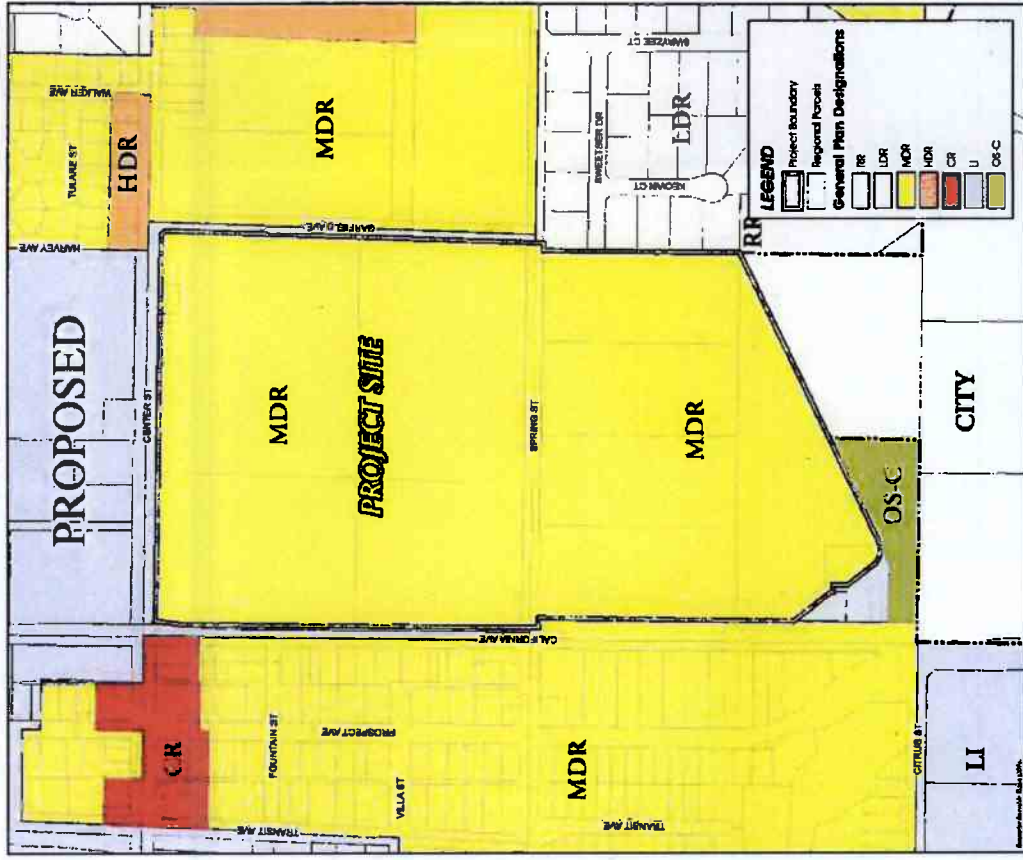 PROPOSED
WALKER AVE
TULARE ST
HDR
HARVEY AVE
CENTER ST
MDR
GARFIELD AVE
MDR
PROJECT SITE
CR
FOUNTAIN ST
PROSPECT AVE
VILLA ST
TRANSIT AVE
CALIFORNIA AVE
SPRING ST
MDR
MDR
TRANSIT AVE
SWEETSER DR
SWAYZEE CT
KEOWN CT
LDR
RR
OS-C
CITY
CITRUS ST
LI
LEGEND
Project Boundary
Regional Parcels
General Plan Designations
RR
LDR
MDR
HDR
CR
LI
OS-C